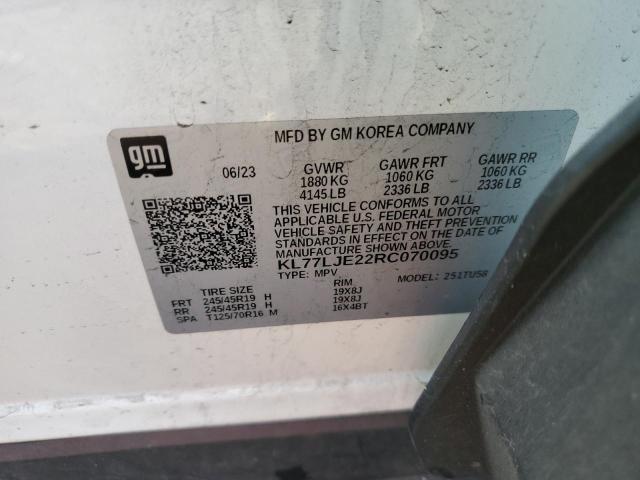 gm
MFD BY GM KOREA COMPANY
06/23 GVWR GAWR FRT GAWR RR
1880 KG 1060 KG 1060 KG
4145 LB 2336 LB 2336 LB
THIS VEHICLE CONFORMS TO ALL
APPLICABLE U.S. FEDERAL MOTOR
VEHICLE SAFETY AND THEFT PREVENTION
STANDARDS IN EFFECT ON THE DATE OF
MANUFACTURE SHOWN ABOVE.
KL77LJE22RC070095
TYPE: MPV MODEL: 251TU58
TIRE SIZE RIM
FRT 245/45R19 H 19X8J
RR 245/45R19 H 19X8J
SPA T125/70R16 M 16X4BT